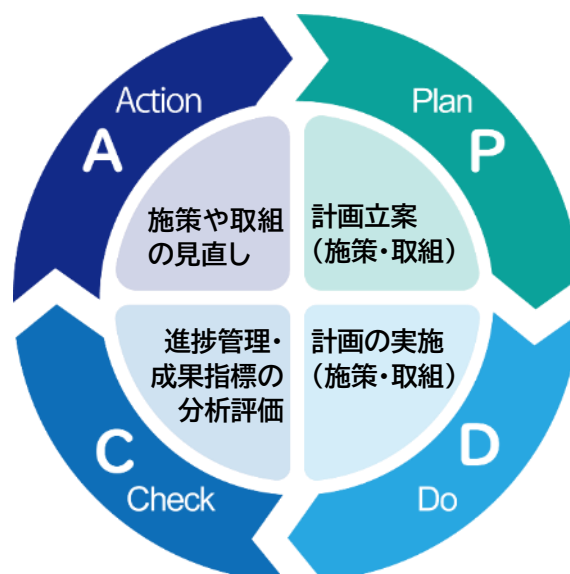 Action
A
Plan
P
施策や取組
の見直し
計画立案
（施策・取組）
進捗管理・
成果指標の
分析評価
計画の実施
（施策・取組）
C
Check
D
Do